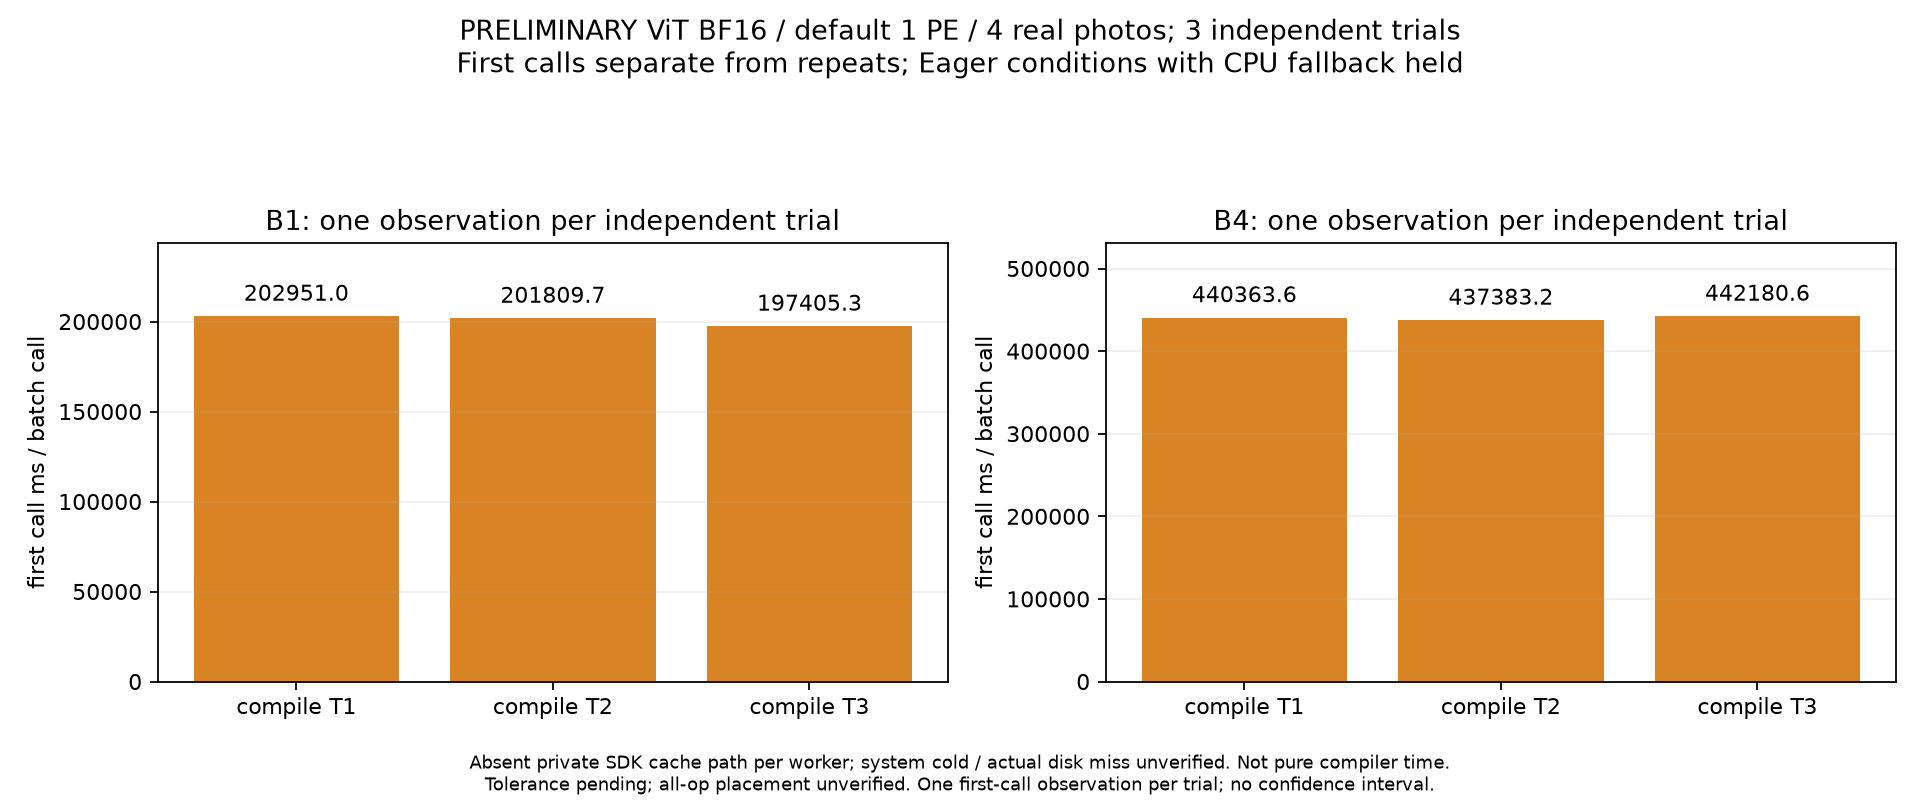 PRELIMINARY ViT BF16 / default 1 PE / 4 real photos; 3 independent trials
First calls separate from repeats; Eager conditions with CPU fallback held
B1: one observation per independent trial
first call ms / batch call
200000
150000
100000
50000
0
202951.0
201809.7
197405.3
compile T1
compile T2
compile T3
B4: one observation per independent trial
first call ms / batch call
500000
400000
300000
200000
100000
0
440363.6
437383.2
442180.6
compile T1
compile T2
compile T3
Absent private SDK cache path per worker; system cold / actual disk miss unverified. Not pure compiler time.
Tolerance pending; all-op placement unverified. One first-call observation per trial; no confidence interval.